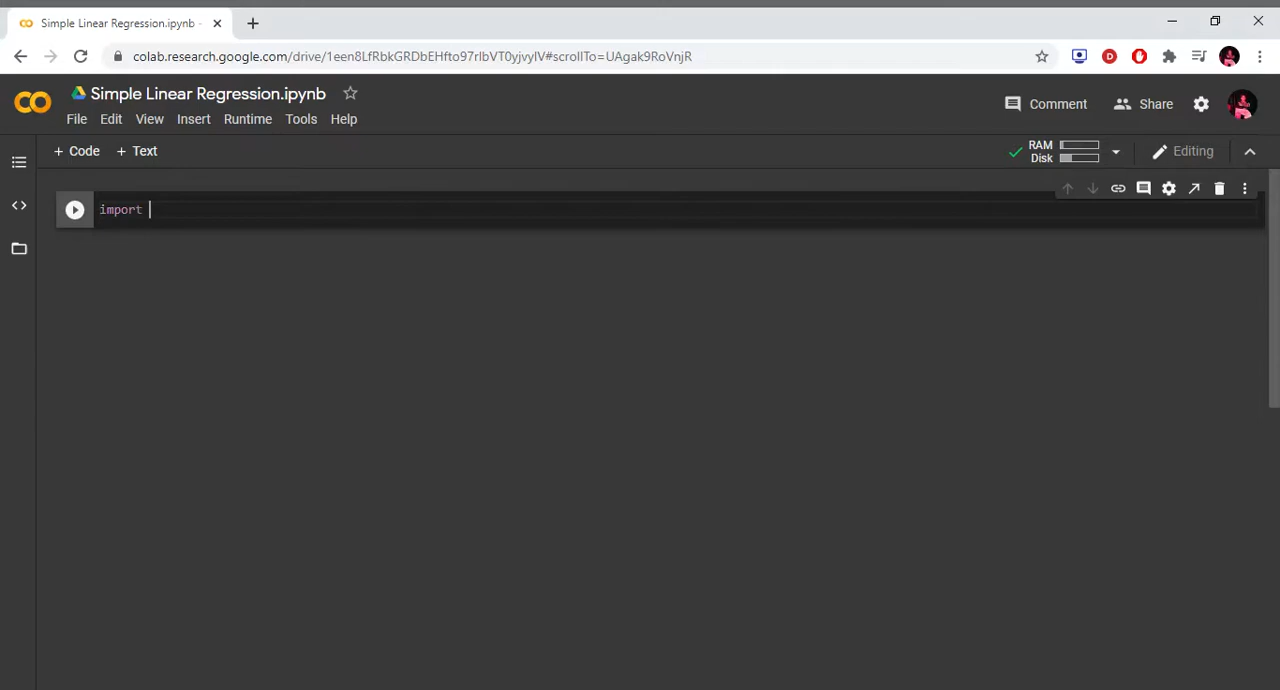 Simple Linear Regression.ipynb -
colab.research.google.com/drive/1een8LfRbkGRDbEHfto97rlbVT0yjvyIV#scrollTo=UAgak9RoVnjR
D
Simple Linear Regression.ipynb
Comment
Share
File Edit View Insert Runtime Tools Help
+ Code + Text
RAM
Disk
Editing
import